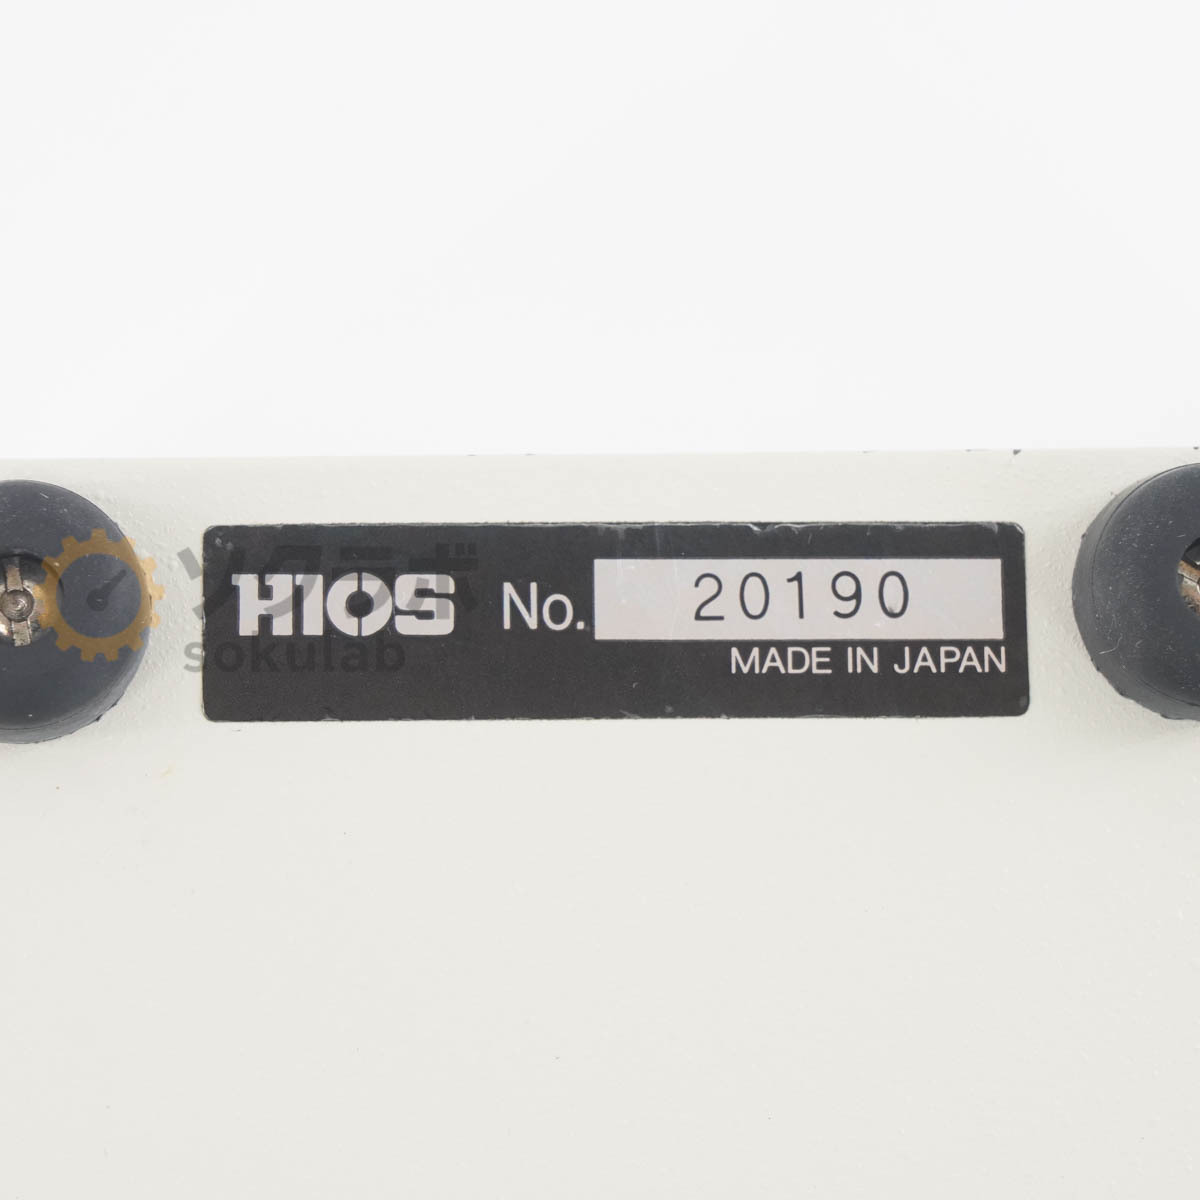 ソクラボ
HIOS No. 20190
sokulab
MADE IN JAPAN